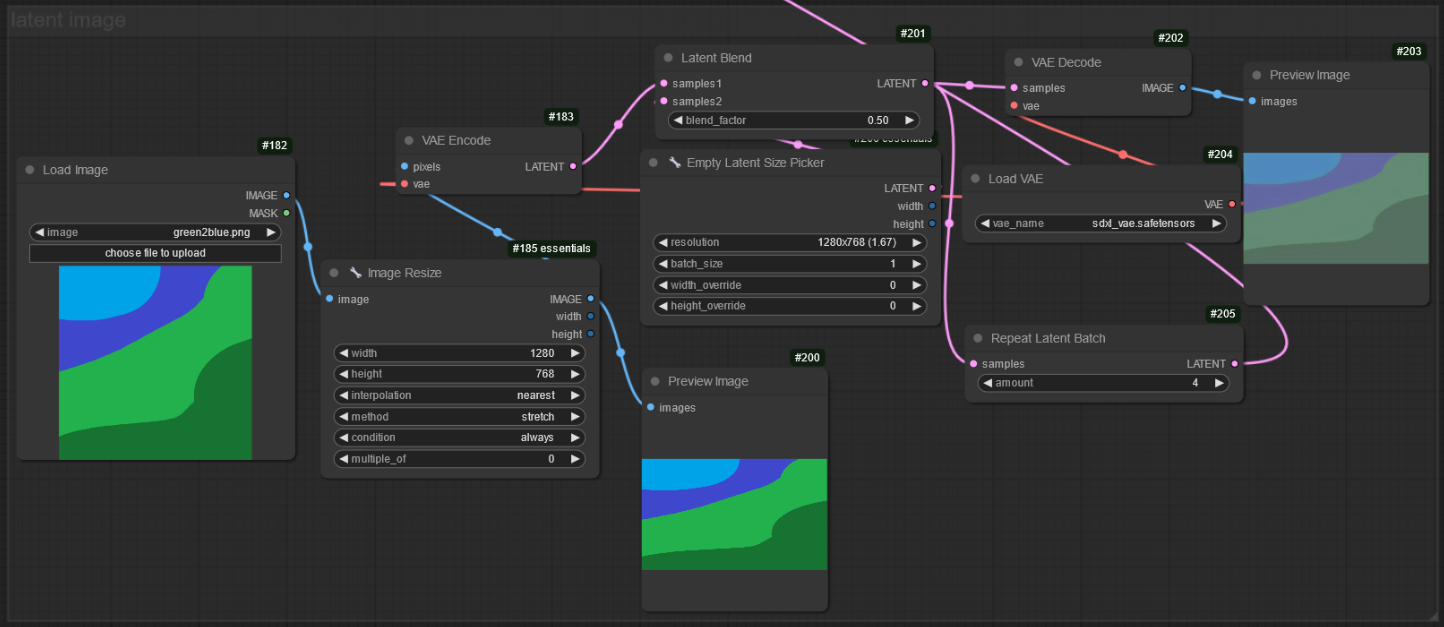 latent image
#182
Load Image
IMAGE
MASK
image green2blue.png
choose file to upload
#183
VAE Encode
pixels LATENT
vae
#185 essentials
Image Resize
image IMAGE
width
height
width 1280
height 768
interpolation nearest
method stretch
condition always
multiple_of 0
#201
Latent Blend
samples1 LATENT
samples2
blend_factor 0.50
essentials
Empty Latent Size Picker
LATENT
width
height
resolution 1280x768 (1.67)
batch_size 1
width_override 0
height_override 0
#200
Preview Image
images
#202
VAE Decode
samples IMAGE
vae
#204
Load VAE
VAE
vae_name sdxl_vae.safetensors
#205
Repeat Latent Batch
samples LATENT
amount 4
#203
Preview Image
images